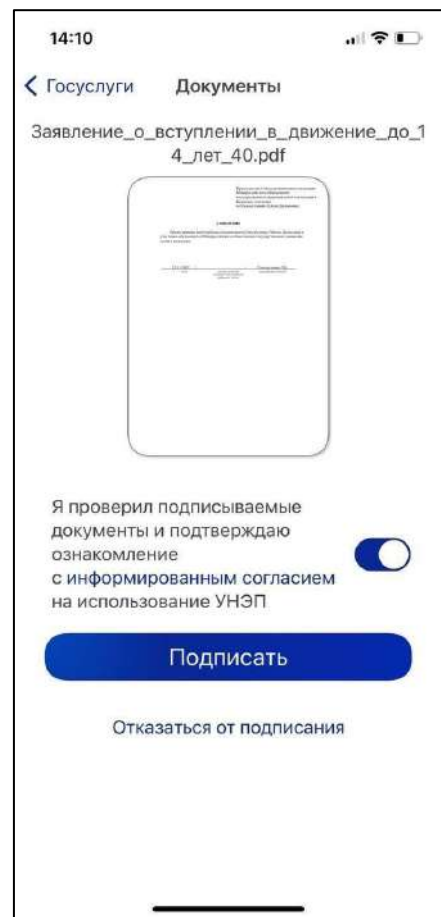 14:10
Госуслуги Документы
Заявление_о_вступлении_в_движение_до_1
4_лет_40.pdf
ЗАЯВЛЕНИЕ
Я проверил подписываемые
документы и подтверждаю
ознакомление
с информированным согласием
на использование УНЭП
Подписать
Отказаться от подписания